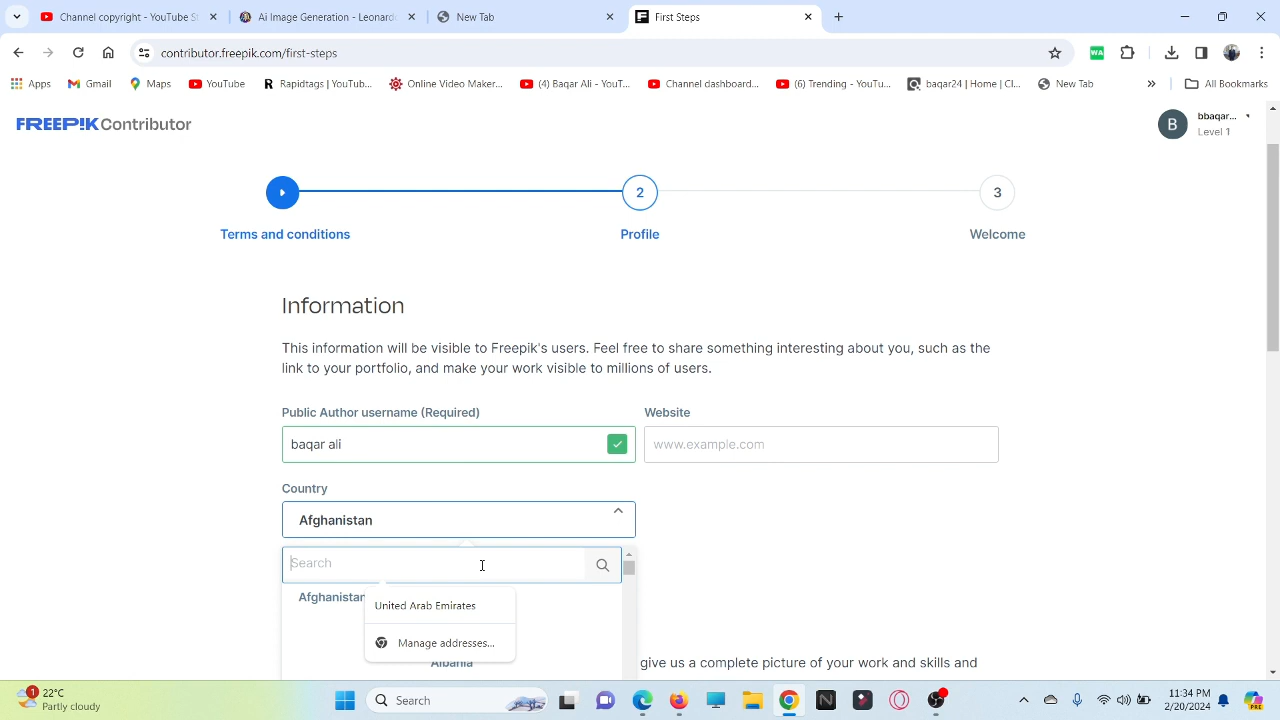 Channel copyright - YouTube St
Ai Image Generation - Leon
New Tab
First Steps
contributor.freepik.com/first-steps
Apps
Gmail
Maps
YouTube
Rapidtags | YouTub...
Online Video Maker...
(4) Baqar Ali - YouT...
Channel dashboard...
(6) Trending - YouTu...
baqar24 | Home | Cl...
New Tab
All Bookmarks
FREEPIK Contributor
B
bbaqar...
Level 1
2
3
Terms and conditions
Profile
Welcome
Information
This information will be visible to Freepik's users. Feel free to share something interesting about you, such as the
link to your portfolio, and make your work visible to millions of users.
Public Author username (Required)
Website
baqar ali
www.example.com
Country
Afghanistan
Search
Afghanistan
United Arab Emirates
Manage addresses...
Albania
give us a complete picture of your work and skills and
1
22°C
Partly cloudy
Search
11:34 PM
2/20/2024